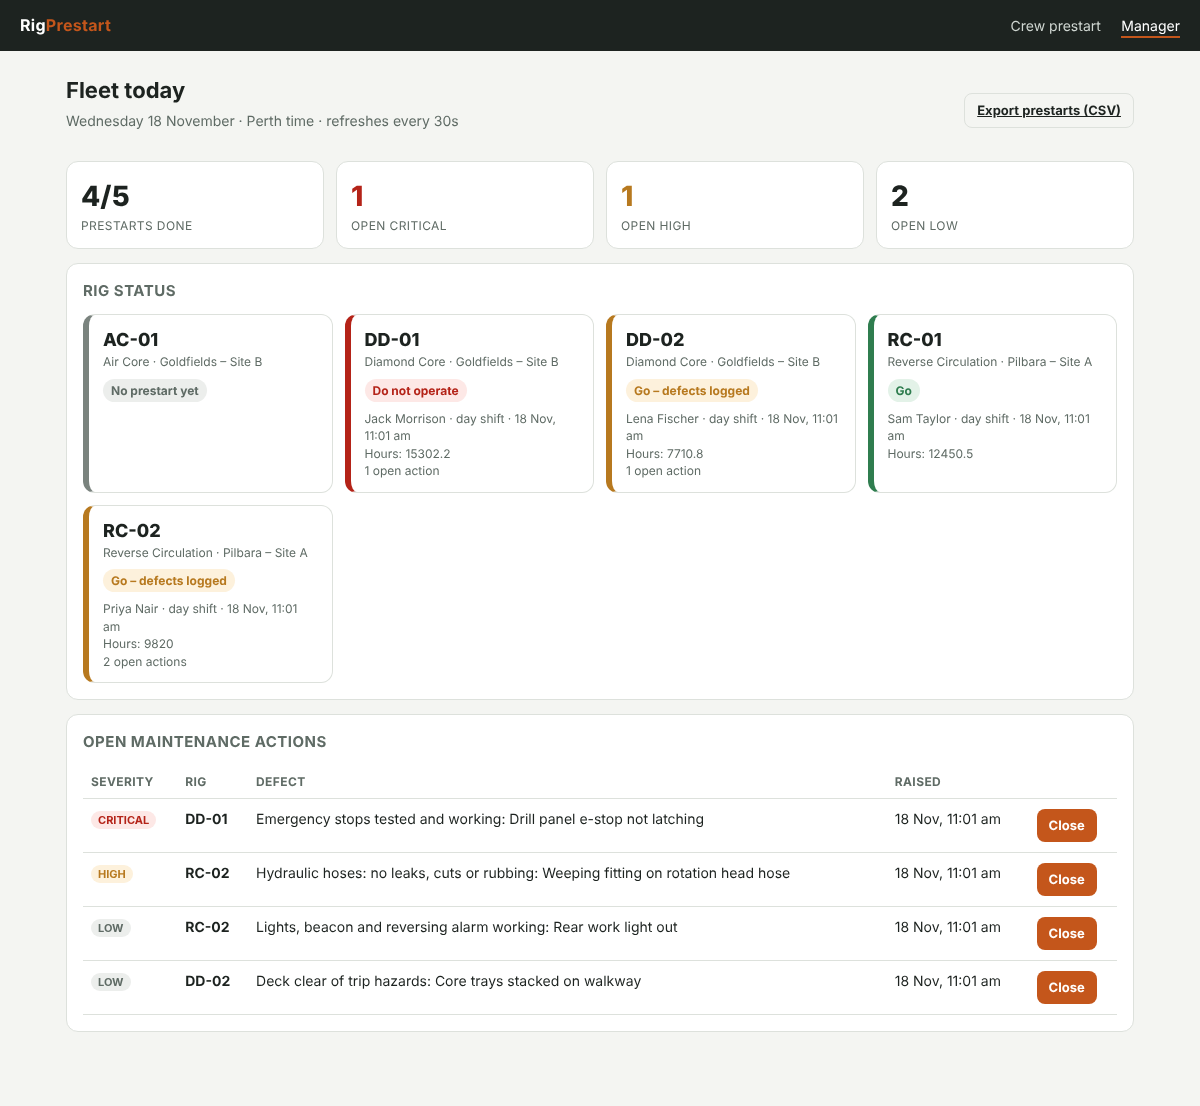 RigPrestart
Crew prestart
Manager
Fleet today
Wednesday 18 November · Perth time · refreshes every 30s
Export prestarts (CSV)
4/5
PRESTARTS DONE
1
OPEN CRITICAL
1
OPEN HIGH
2
OPEN LOW
RIG STATUS
AC-01
Air Core · Goldfields – Site B
No prestart yet
DD-01
Diamond Core · Goldfields – Site B
Do not operate
Jack Morrison · day shift · 18 Nov,
11:01 am
Hours: 15302.2
1 open action
DD-02
Diamond Core · Goldfields – Site B
Go – defects logged
Lena Fischer · day shift · 18 Nov, 11:01
am
Hours: 7710.8
1 open action
RC-01
Reverse Circulation · Pilbara – Site A
Go
Sam Taylor · day shift · 18 Nov, 11:01
am
Hours: 12450.5
RC-02
Reverse Circulation · Pilbara – Site A
Go – defects logged
Priya Nair · day shift · 18 Nov, 11:01
am
Hours: 9820
2 open actions
OPEN MAINTENANCE ACTIONS
SEVERITY RIG DEFECT RAISED
CRITICAL DD-01 Emergency stops tested and working: Drill panel e-stop not latching 18 Nov, 11:01 am Close
HIGH RC-02 Hydraulic hoses: no leaks, cuts or rubbing: Weeping fitting on rotation head hose 18 Nov, 11:01 am Close
LOW RC-02 Lights, beacon and reversing alarm working: Rear work light out 18 Nov, 11:01 am Close
LOW DD-02 Deck clear of trip hazards: Core trays stacked on walkway 18 Nov, 11:01 am Close